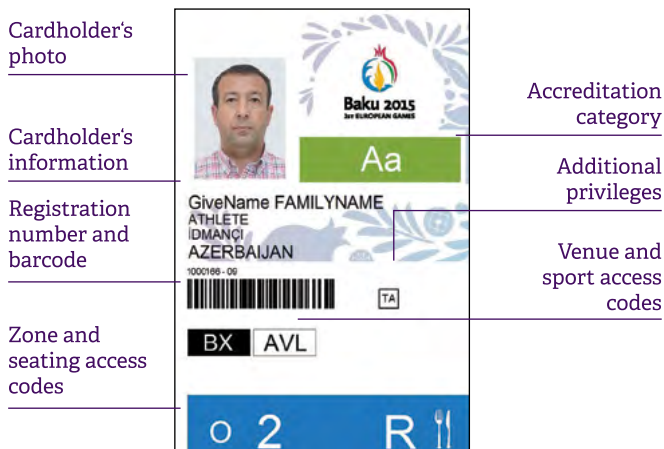 Cardholder‘s
photo
Cardholder‘s
information
Registration
number and
barcode
Zone and
seating access
codes
Baku 2015
1ST EUROPEAN GAMES
Aa
GiveName FAMILYNAME
ATHLETE
İDMANÇI
AZERBAIJAN
1000166 - 09
TA
BX AVL
O 2 R
Accreditation
category
Additional
privileges
Venue and
sport access
codes